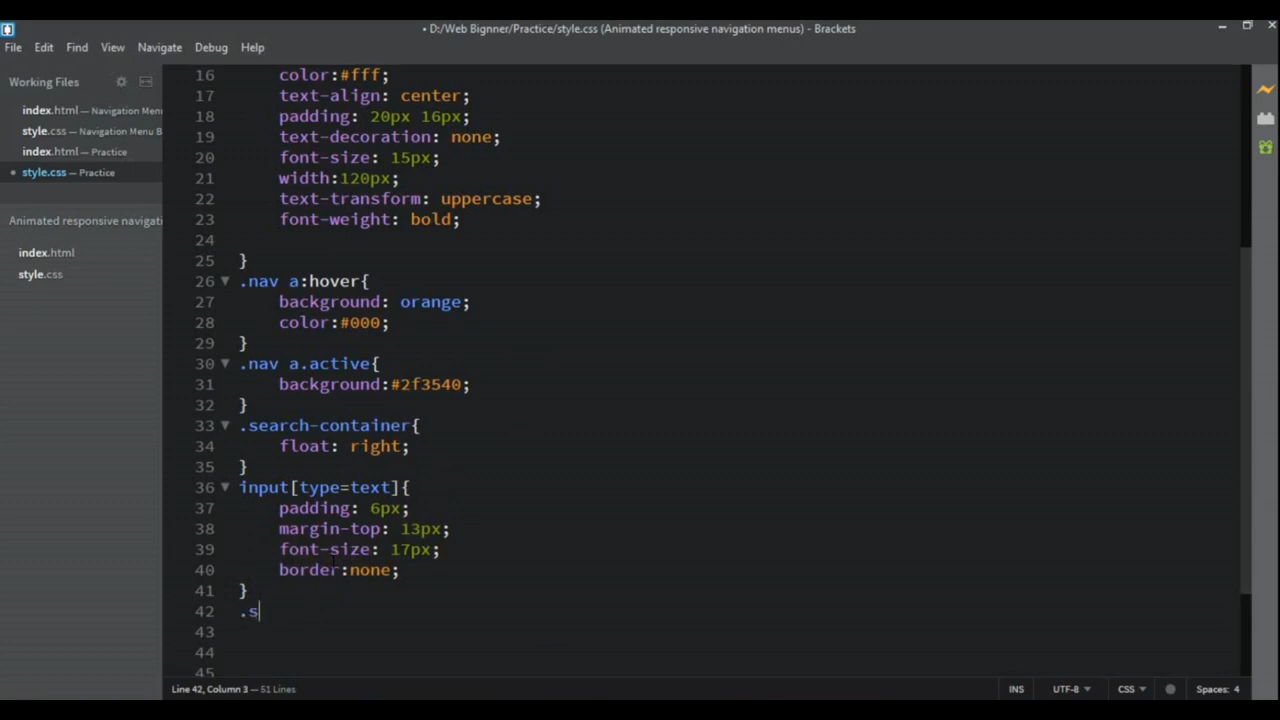 • D:/Web Bignner/Practice/style.css (Animated responsive navigation menus) - Brackets
File Edit Find View Navigate Debug Help
Working Files
index.html — Navigation Men
style.css — Navigation Menu B
index.html — Practice
• style.css — Practice
Animated responsive navigati
index.html
style.css
16 color:#fff;
17 text-align: center;
18 padding: 20px 16px;
19 text-decoration: none;
20 font-size: 15px;
21 width:120px;
22 text-transform: uppercase;
23 font-weight: bold;
24
25 }
26 .nav a:hover{
27 background: orange;
28 color:#000;
29 }
30 .nav a.active{
31 background:#2f3540;
32 }
33 .search-container{
34 float: right;
35 }
36 input[type=text]{
37 padding: 6px;
38 margin-top: 13px;
39 font-size: 17px;
40 border:none;
41 }
42 .s
43
44
45
Line 42, Column 3 — 51 Lines
INS UTF-8 CSS Spaces: 4